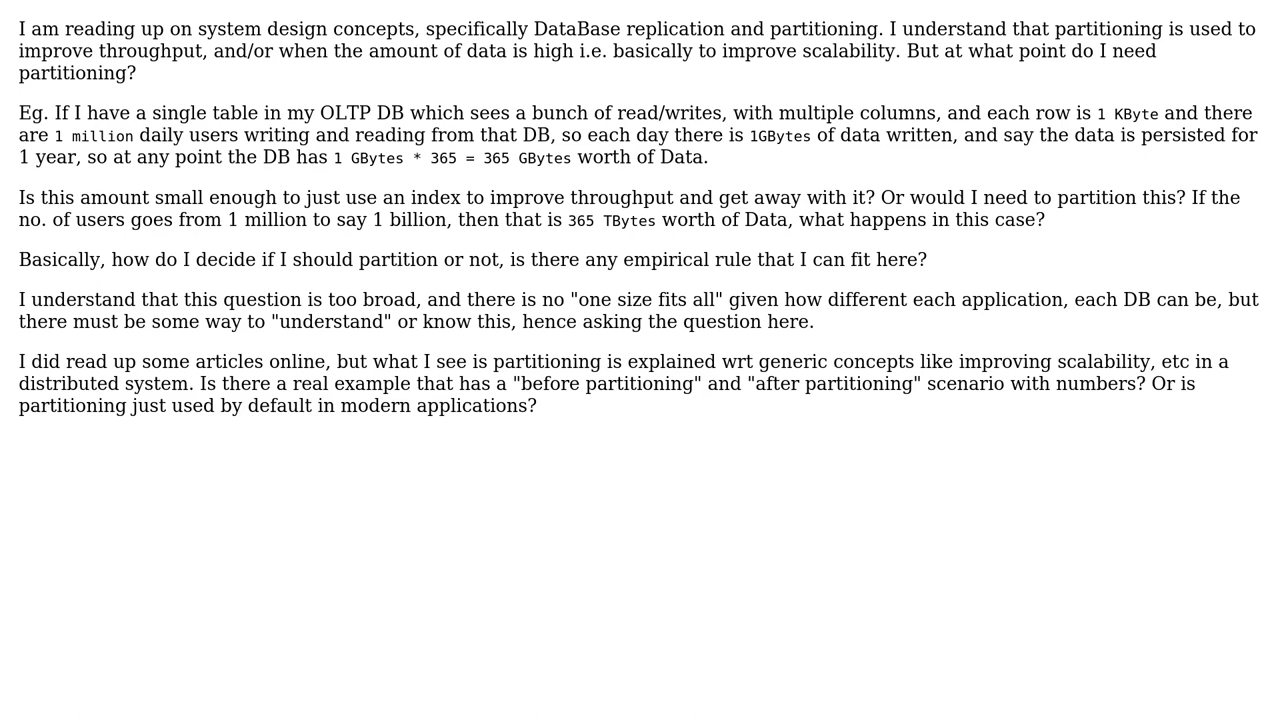 I am reading up on system design concepts, specifically DataBase replication and partitioning. I understand that partitioning is used to
improve throughput, and/or when the amount of data is high i.e. basically to improve scalability. But at what point do I need
partitioning?
Eg. If I have a single table in my OLTP DB which sees a bunch of read/writes, with multiple columns, and each row is 1 KByte and there
are 1 million daily users writing and reading from that DB, so each day there is 1GBytes of data written, and say the data is persisted for
1 year, so at any point the DB has 1 GBytes * 365 = 365 GBytes worth of Data.
Is this amount small enough to just use an index to improve throughput and get away with it? Or would I need to partition this? If the
no. of users goes from 1 million to say 1 billion, then that is 365 TBytes worth of Data, what happens in this case?
Basically, how do I decide if I should partition or not, is there any empirical rule that I can fit here?
I understand that this question is too broad, and there is no "one size fits all" given how different each application, each DB can be, but
there must be some way to "understand" or know this, hence asking the question here.
I did read up some articles online, but what I see is partitioning is explained wrt generic concepts like improving scalability, etc in a
distributed system. Is there a real example that has a "before partitioning" and "after partitioning" scenario with numbers? Or is
partitioning just used by default in modern applications?